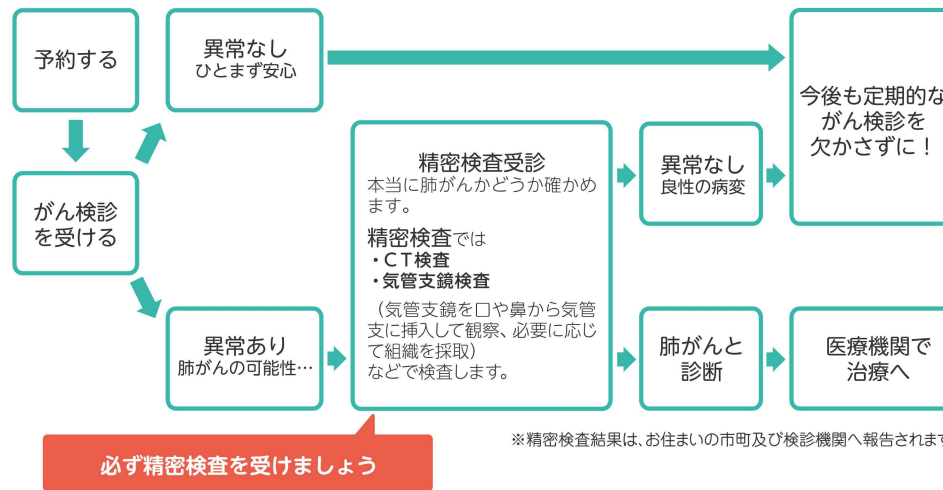 予約する
異常なし
ひとまず安心
今後も定期的な
がん検診を
欠かさずに！
がん検診
を受ける
精密検査受診
本当に肺がんかどうか確かめ
ます。
精密検査では
・CT検査
・気管支鏡検査
（気管支鏡を口や鼻から気管
支に挿入して観察、必要に応じ
て組織を採取）
などで検査します。
異常なし
良性の病変
異常あり
肺がんの可能性…
肺がんと
診断
医療機関で
治療へ
※精密検査結果は、お住まいの市町及び検診機関へ報告されます
必ず精密検査を受けましょう